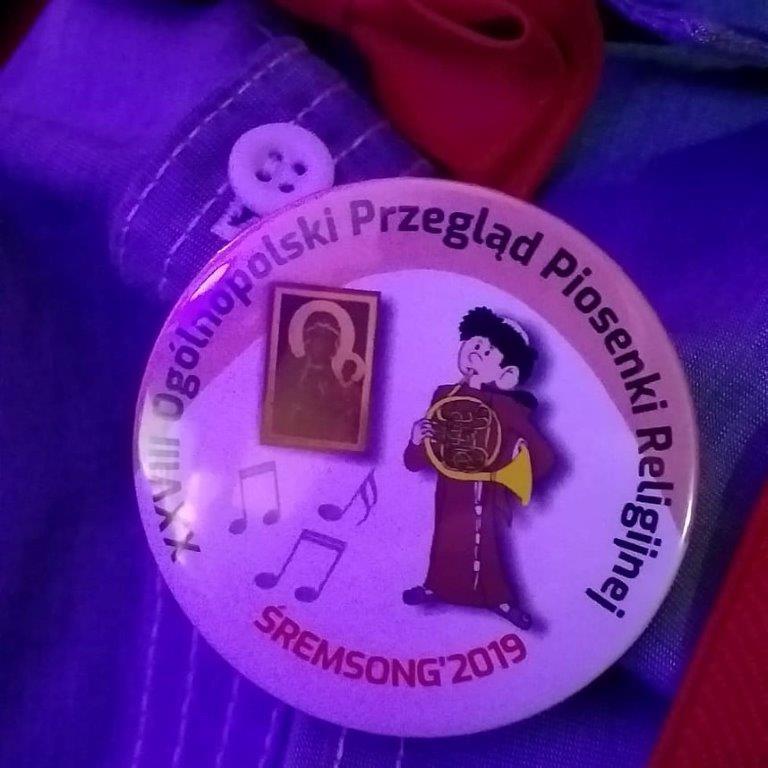 XXVIII Ogólnopolski Przegląd Piosenki Religijnej
ŚREMSONG'2019